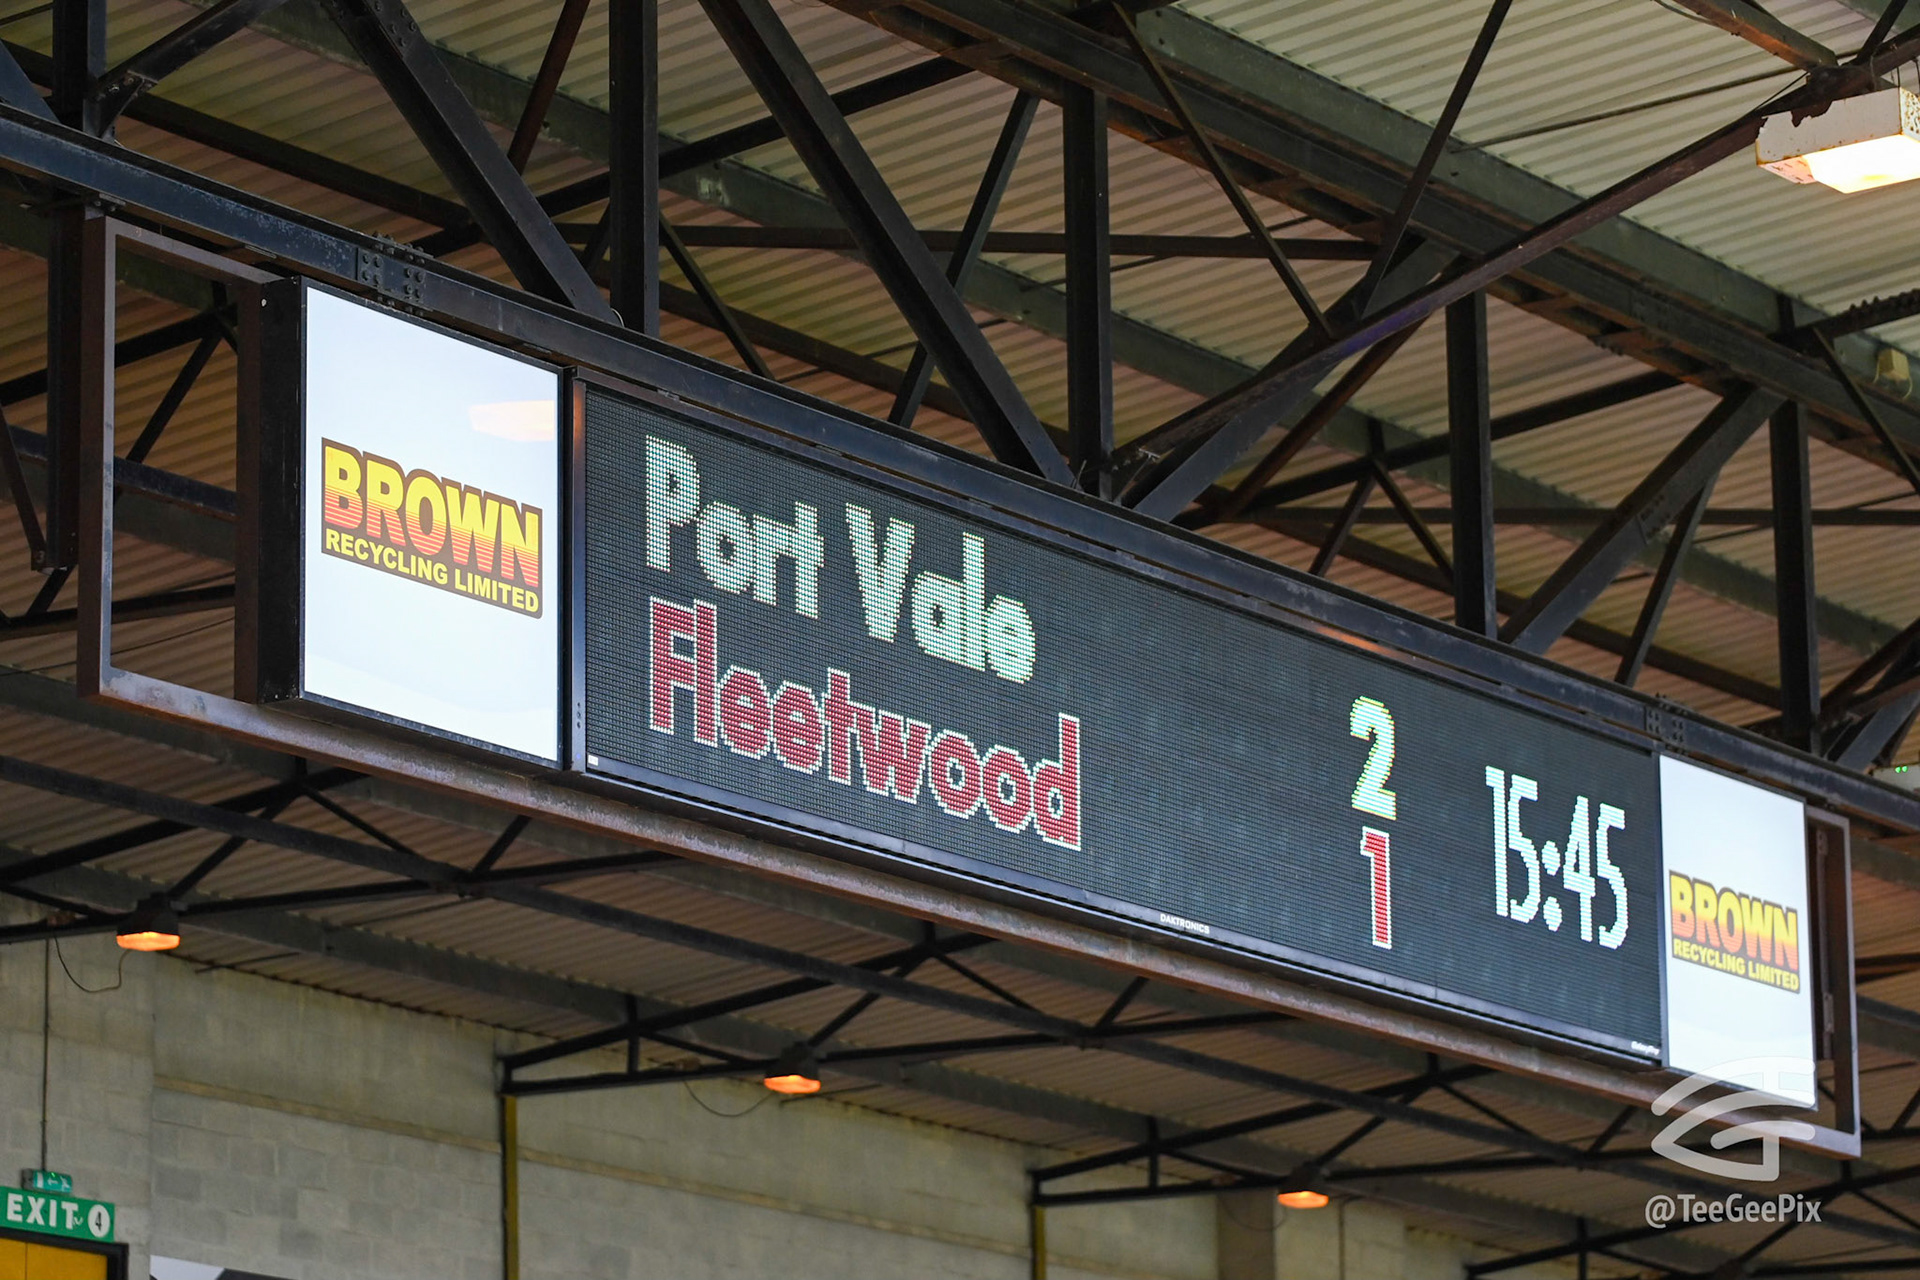 BROWN
RECYCLING LIMITED
Port Vale 2
Fleetwood 1
15:45
DAKTRONICS
BROWN
RECYCLING LIMITED
EXIT 4
@TeeGeePix